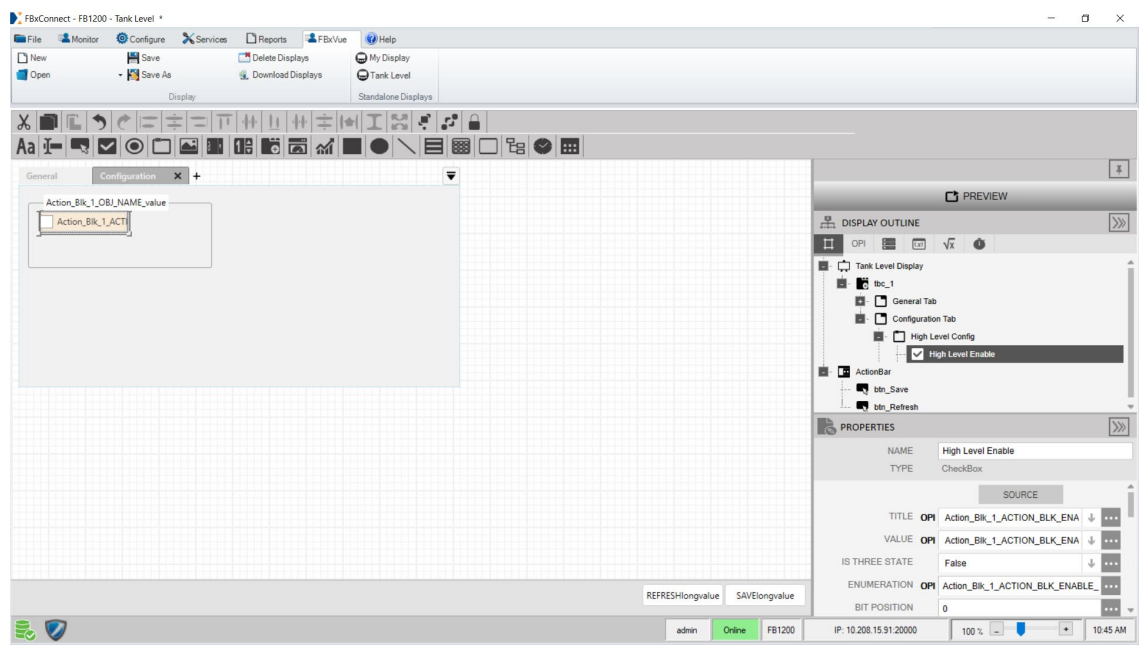 FBxConnect - FB1200 - Tank Level *
File Monitor Configure Services Reports FBxVue Help
New Save Delete Displays My Display
Open Save As Download Displays Tank Level
Display Standalone Displays
Aa
General Configuration x +
PREVIEW
Action_Blk_1_OBJ_NAME_value
Action_Blk_1_ACTI
DISPLAY OUTLINE
OPI TXT √x
Tank Level Display
tbc_1
General Tab
Configuration Tab
High Level Config
High Level Enable
ActionBar
btn_Save
btn_Refresh
PROPERTIES
NAME High Level Enable
TYPE CheckBox
SOURCE
TITLE OPI Action_Blk_1_ACTION_BLK_ENA
VALUE OPI Action_Blk_1_ACTION_BLK_ENA
IS THREE STATE False
ENUMERATION OPI Action_Blk_1_ACTION_BLK_ENABLE_
BIT POSITION 0
REFRESHlongvalue SAVElongvalue
admin Online FB1200 IP: 10.208.15.91:20000 100 % - + 10:45 AM